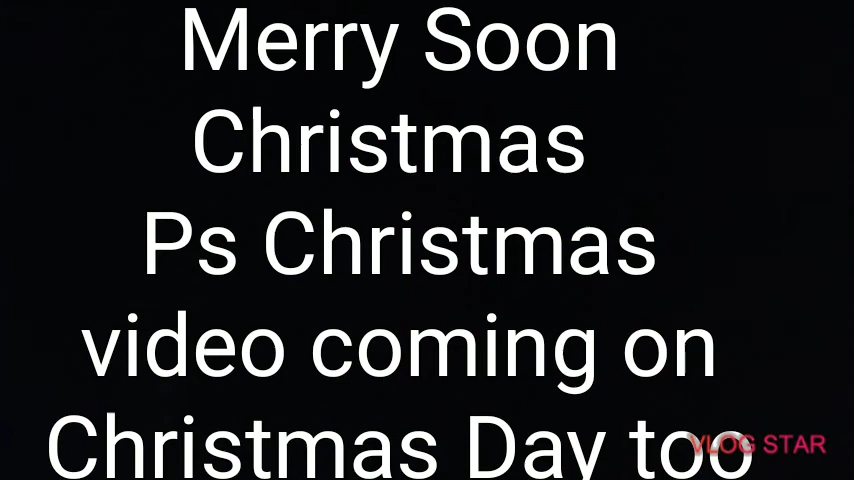 Merry Soon
Christmas
Ps Christmas
video coming on
Christmas Day too
VLOG STAR